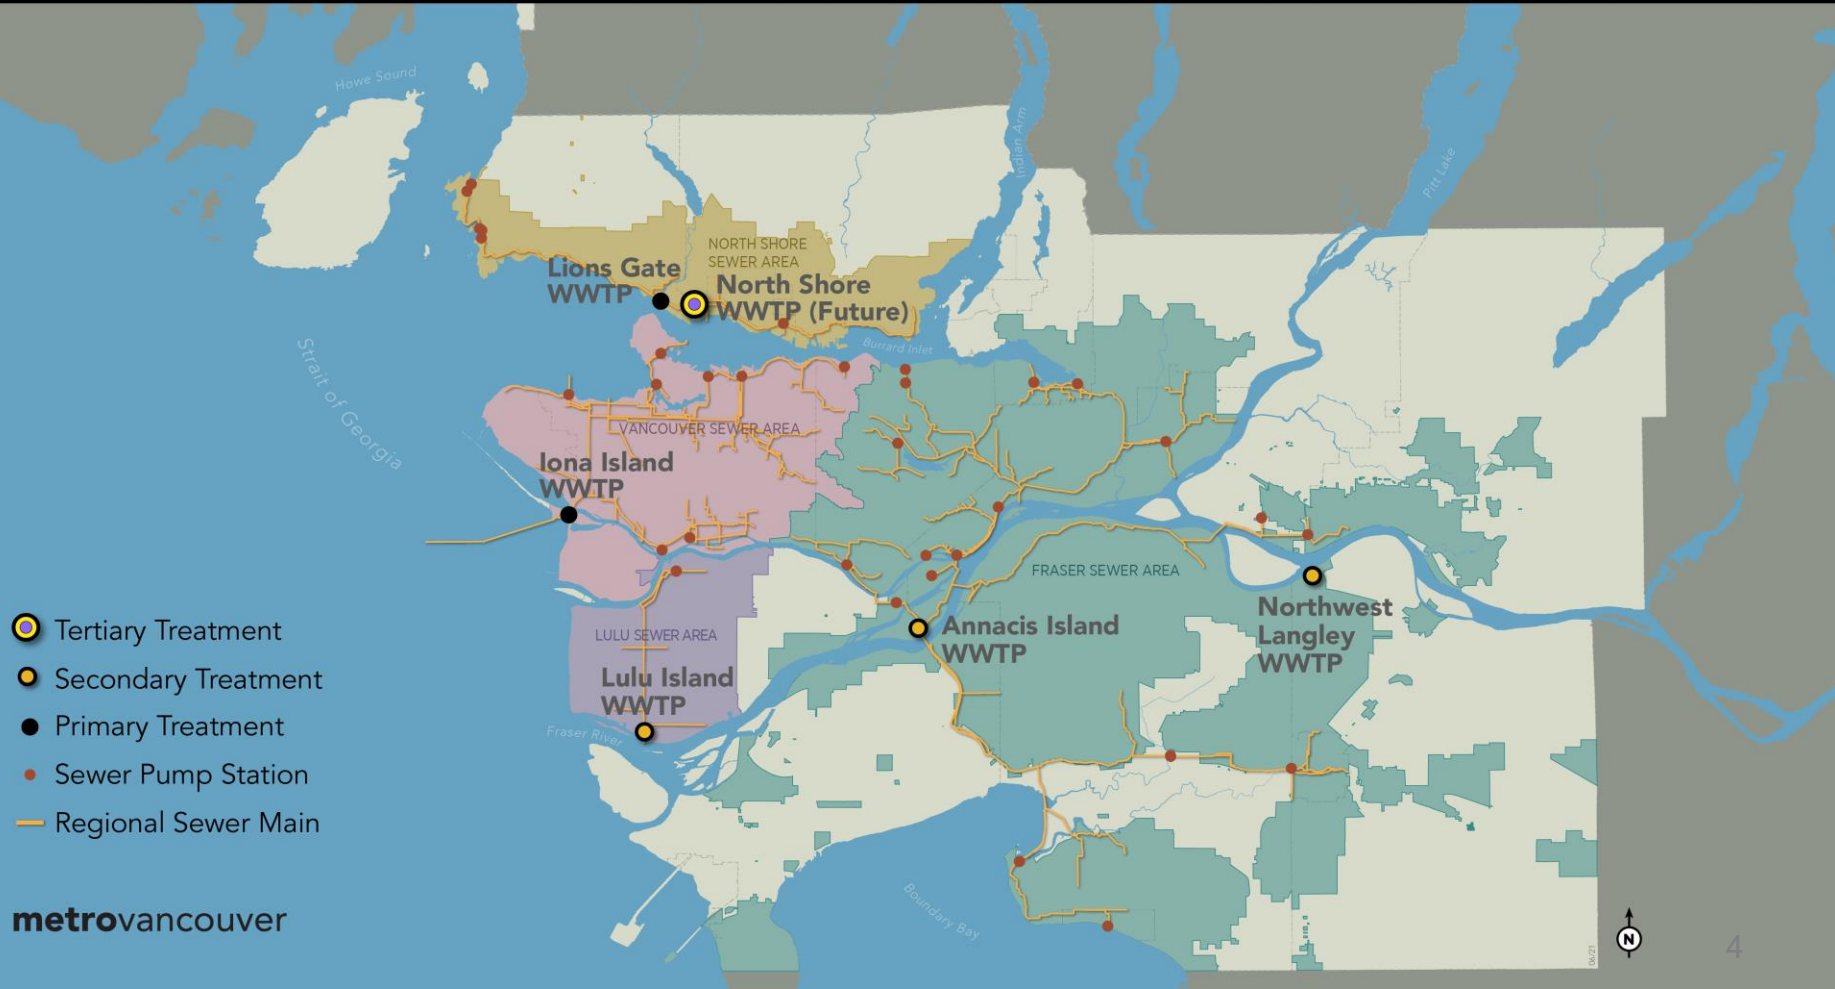 Howe Sound
Indian Arm
Pitt Lake
NORTH SHORE
SEWER AREA
Lions Gate
WWTP
North Shore
WWTP (Future)
Burrard Inlet
Strait of Georgia
VANCOUVER SEWER AREA
Iona Island
WWTP
FRASER SEWER AREA
Northwest
Langley
WWTP
Annacis Island
WWTP
LULU SEWER AREA
Lulu Island
WWTP
Fraser River
Boundary Bay
Tertiary Treatment
Secondary Treatment
Primary Treatment
Sewer Pump Station
Regional Sewer Main
metrovancouver
06/21
N
4